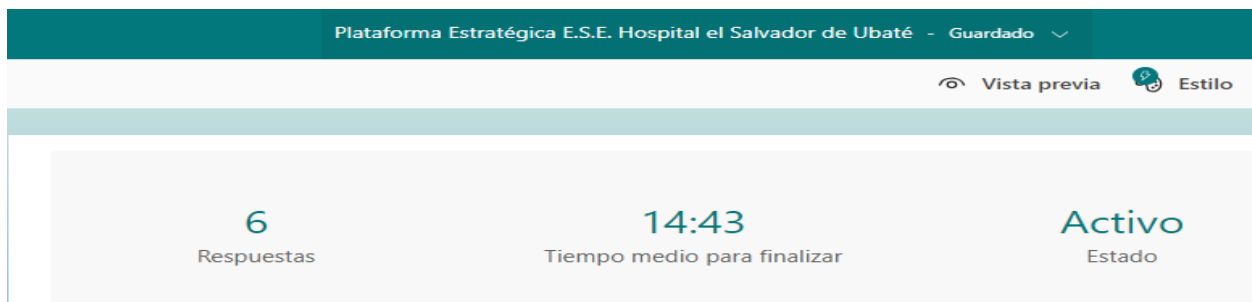 Plataforma Estratégica E.S.E. Hospital el Salvador de Ubaté - Guardado
Vista previa Estilo
6 14:43 Activo
Respuestas Tiempo medio para finalizar Estado